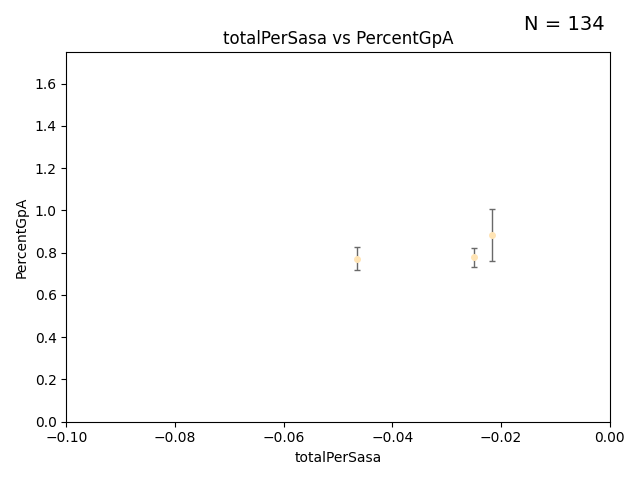 N = 134
totalPerSasa vs PercentGpA
PercentGpA
1.6
1.4
1.2
1.0
0.8
0.6
0.4
0.2
0.0
−0.10 −0.08 −0.06 −0.04 −0.02 0.00
totalPerSasa